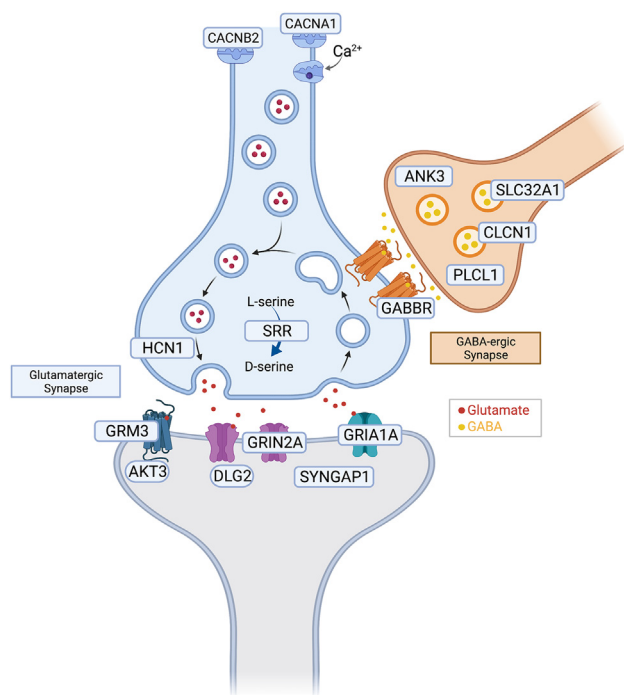 CACNA1
CACNB2
Ca²⁺
ANK3
SLC32A1
CLCN1
PLCL1
L-serine
GABBR
SRR
HCN1
D-serine
GABA-ergic
Synapse
Glutamatergic
Synapse
Glutamate
GABA
GRM3
GRIN2A
GRIA1A
AKT3
DLG2
SYNGAP1